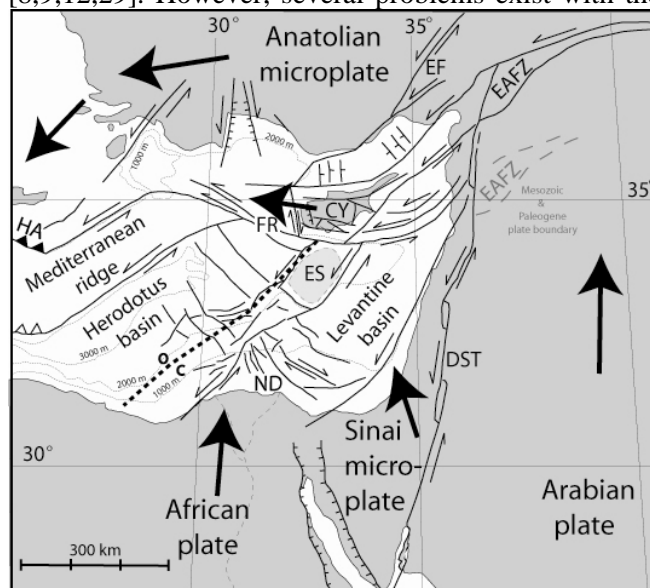 [8,9,12,29]. However, several problems exist with the
30°
35°
Anatolian
microplate
EF
EAFZ
2000 m
1000 m
EAFZ
Mesozoic
&
Paleogene
plate boundary
35°
HA
CY
FR
Mediterranean
ridge
ES
Herodotus
basin
Levantine
basin
3000 m
O
C
2000 m
1000 m
ND
DST
Sinai
micro-
plate
30°
African
plate
Arabian
plate
300 km